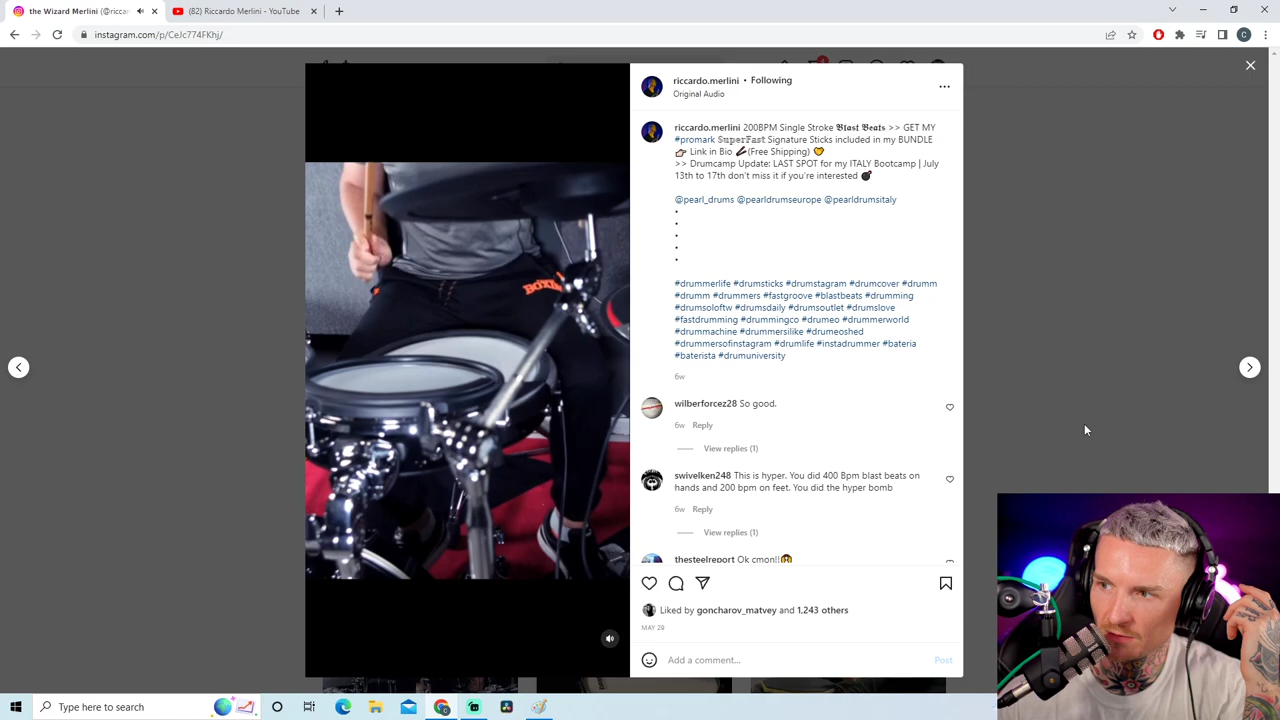 the Wizard Merlini (@riccar
(82) Riccardo Merlini - YouTube
instagram.com/p/CeJc774FKhj/
riccardo.merlini • Following
Original Audio
riccardo.merlini 200BPM Single Stroke 𝕭𝖑𝖆𝖘𝖙 𝕭𝖊𝖆𝖙𝖘 >> GET MY
#promark 𝕊𝕦𝕡𝕖𝕣𝔽𝕒𝕤𝕥 Signature Sticks included in my BUNDLE
👉 Link in Bio 🥢(Free Shipping) 💛
>> Drumcamp Update: LAST SPOT for my ITALY Bootcamp | July
13th to 17th don't miss it if you're interested 💣
@pearl_drums @pearldrumseurope @pearldrumsitaly
•
•
•
•
•
#drummerlife #drumsticks #drumstagram #drumcover #drumm
#drumm #drummers #fastgroove #blastbeats #drumming
#drumsoloftw #drumsdaily #drumsoutlet #drumslove
#fastdrumming #drummingco #drumeo #drummerworld
#drummachine #drummersilike #drumeoshed
#drummersofinstagram #drumlife #instadrummer #bateria
#baterista #drumuniversity
6w
wilberforcez28 So good.
6w Reply
View replies (1)
swivelken248 This is hyper. You did 400 Bpm blast beats on
hands and 200 bpm on feet. You did the hyper bomb
6w Reply
View replies (1)
thesteelreport Ok cmon!!
Liked by goncharov_matvey and 1,243 others
MAY 29
Add a comment...
Post
Type here to search